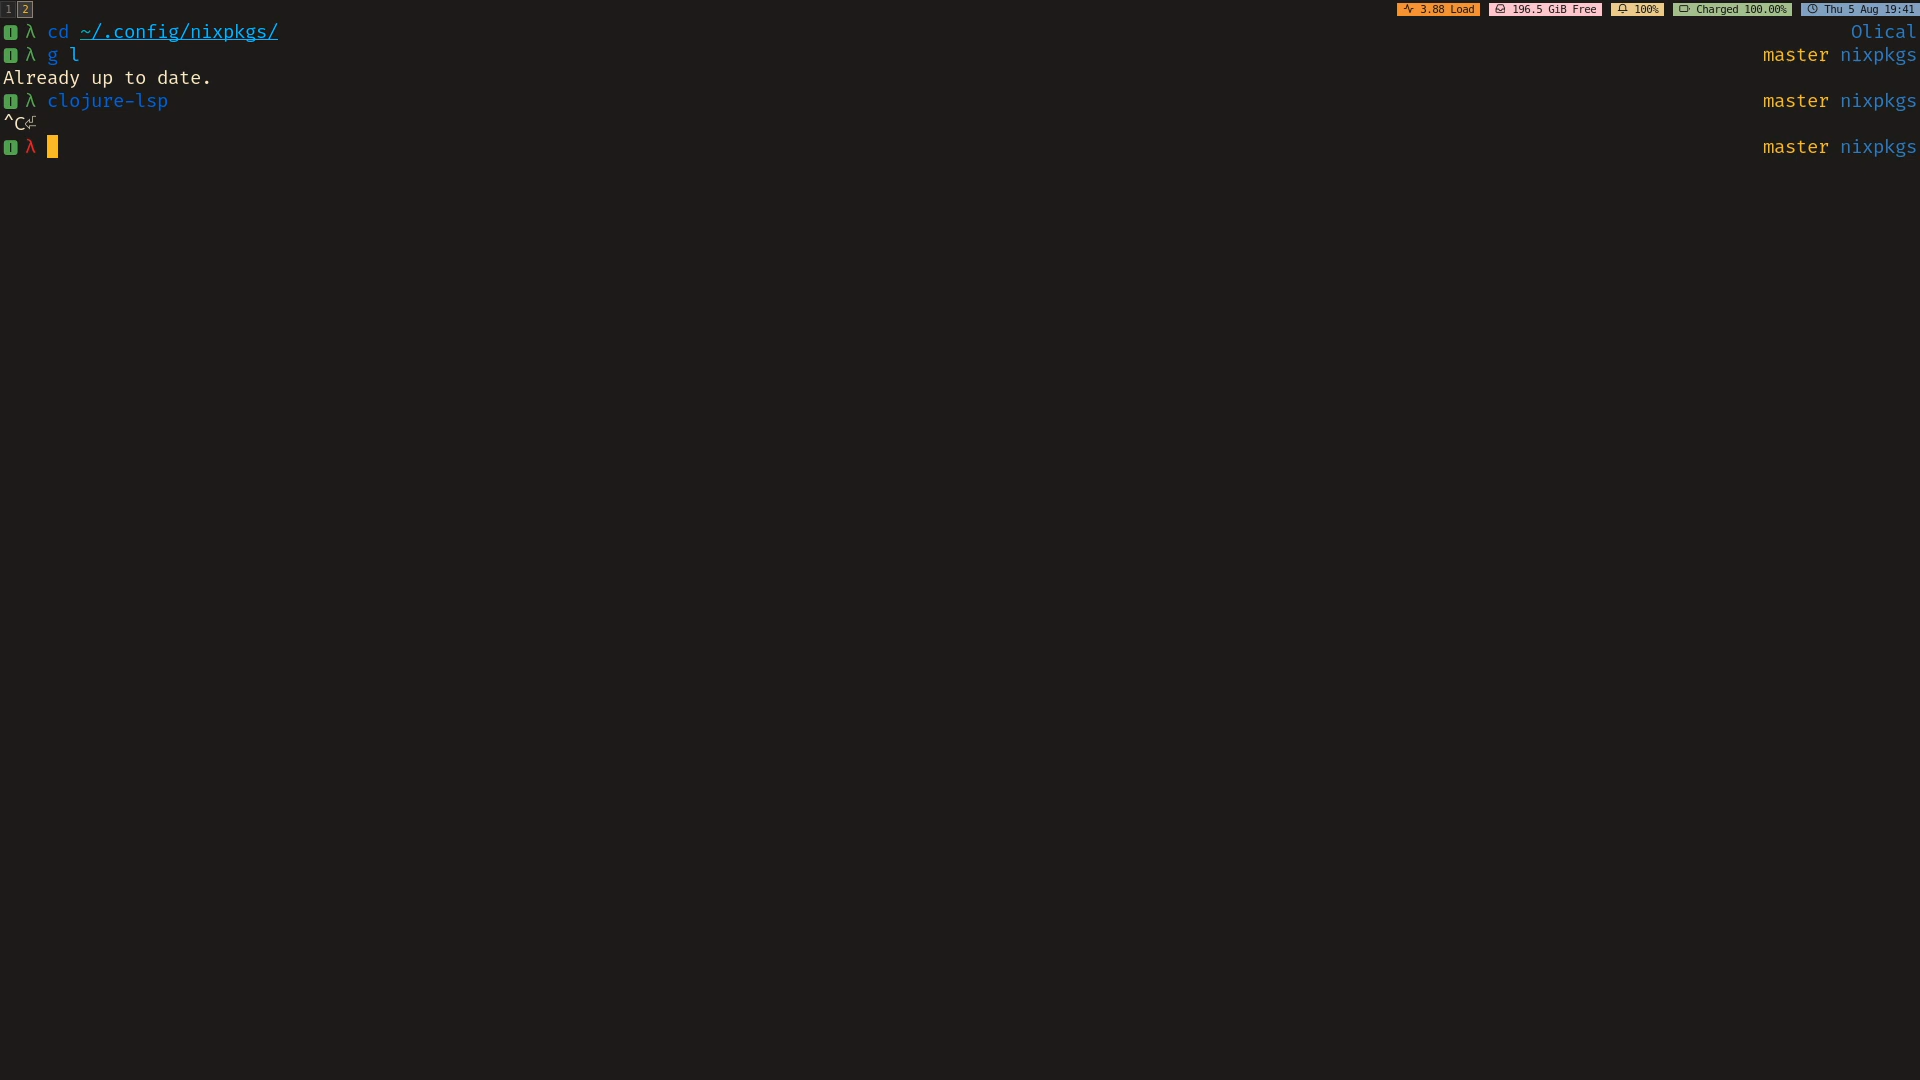 1 2 3.88 Load 196.5 GiB Free 100% Charged 100.00% Thu 5 Aug 19:41
I λ cd ~/.config/nixpkgs/ Olical
I λ g l master nixpkgs
Already up to date.
I λ clojure-lsp master nixpkgs
^C⏎
I λ master nixpkgs